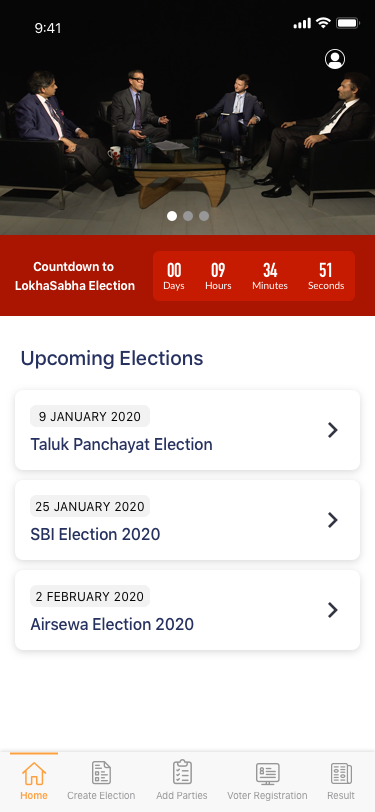 9:41
Countdown to
LokhaSabha Election
00 09 34 51
Days Hours Minutes Seconds
Upcoming Elections
9 JANUARY 2020
Taluk Panchayat Election
25 JANUARY 2020
SBI Election 2020
2 FEBRUARY 2020
Airsewa Election 2020
Home Create Election Add Parties Voter Registration Result